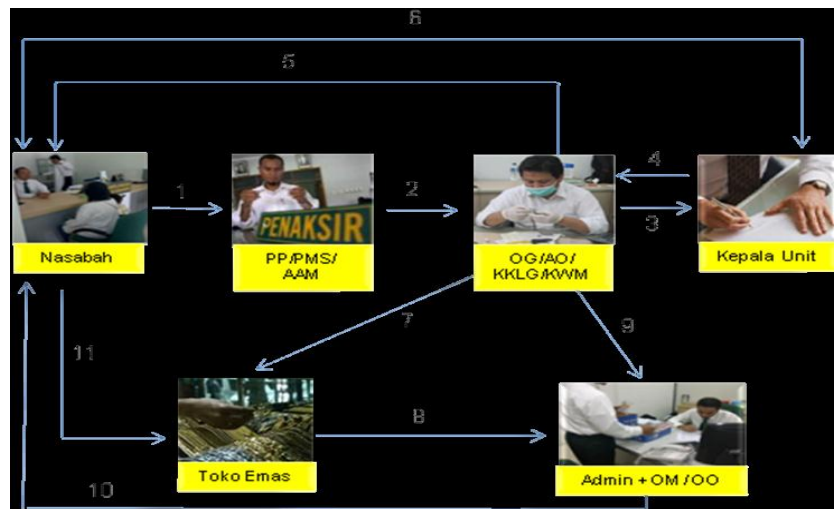 6
5
1
2
4
3
PENAKSIR
Nasabah
PP/PMS/
AAM
OG/AO/
KKLG/KWM
Kepala Unit
7
9
11
8
Toko Emas
Admin + OM /OO
10